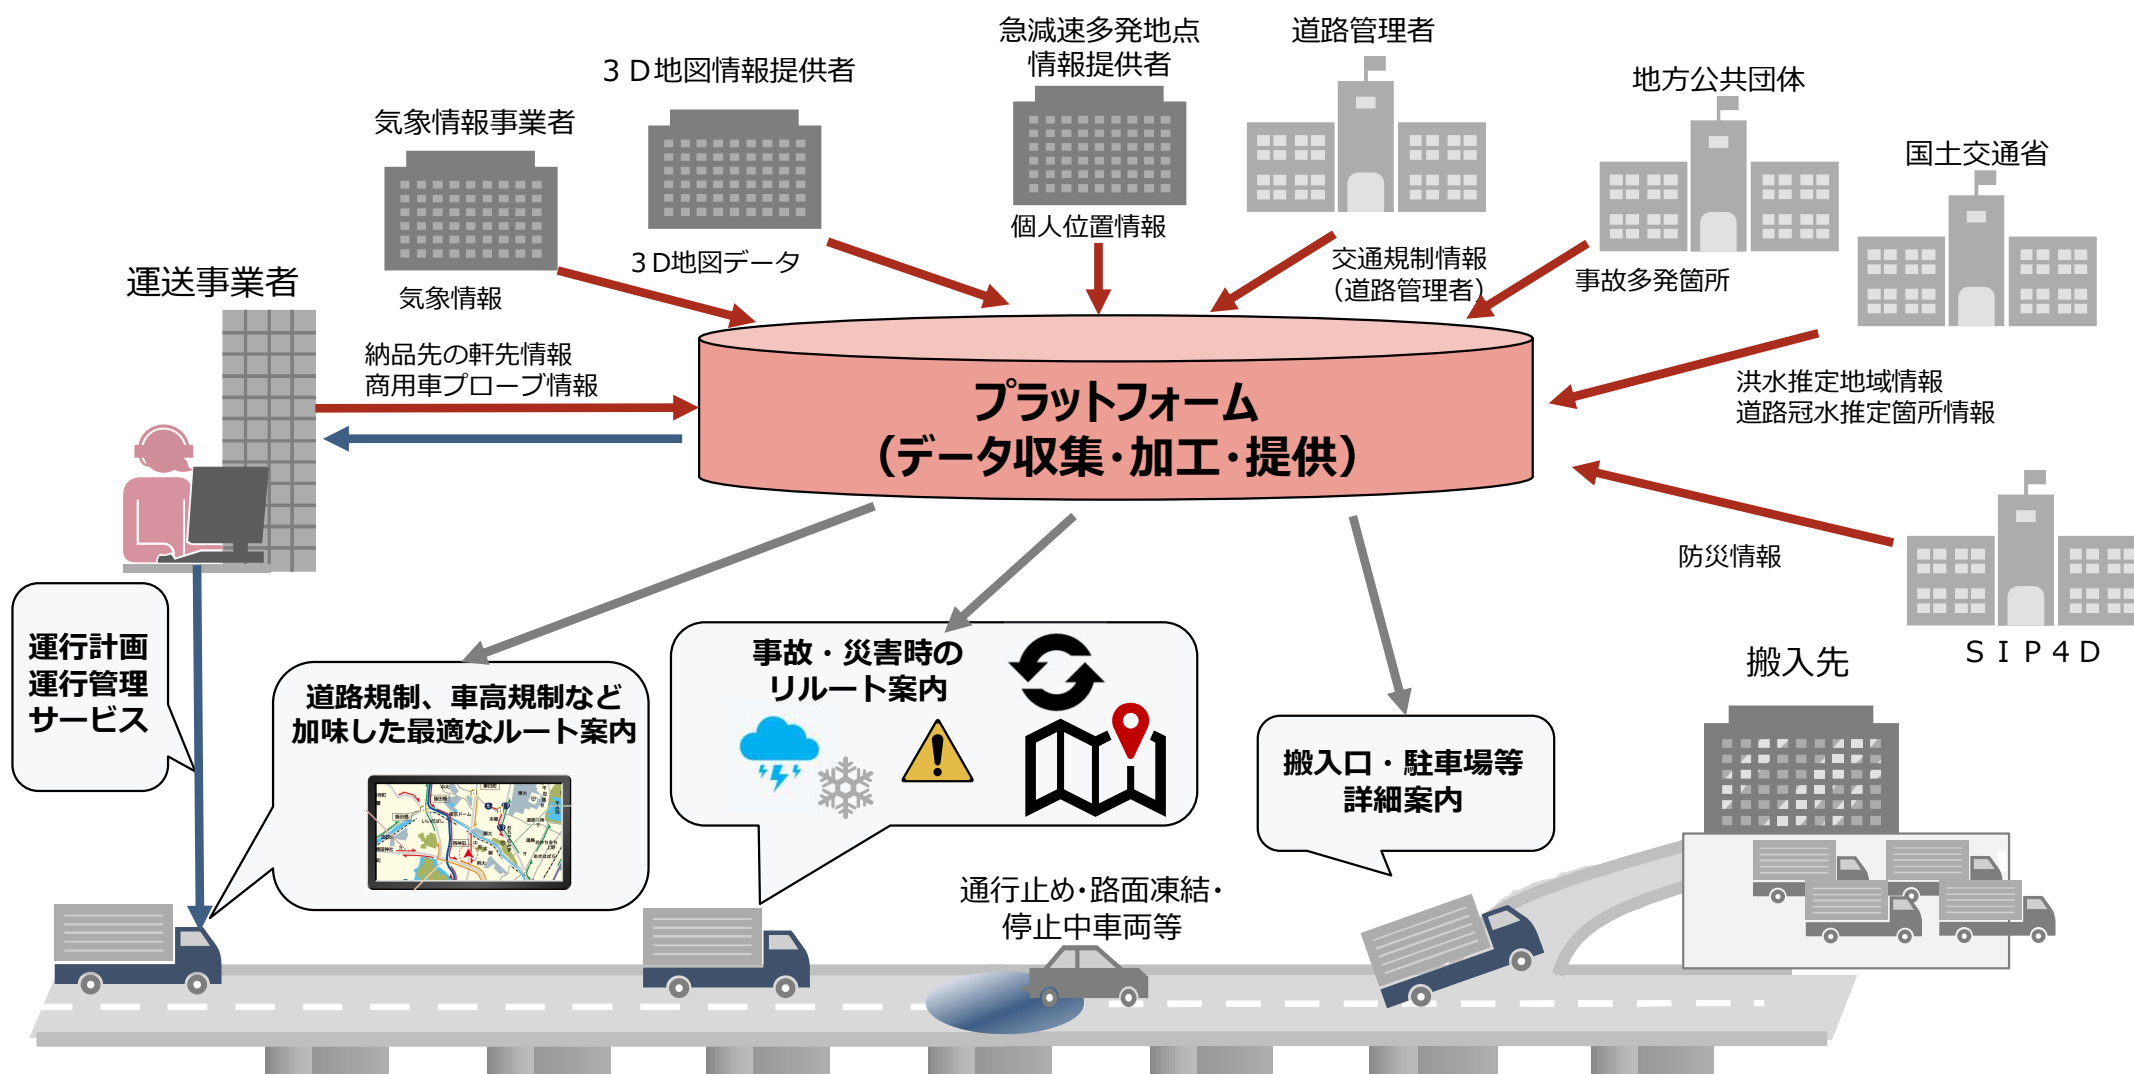 急減速多発地点
情報提供者
道路管理者
３Ｄ地図情報提供者
地方公共団体
気象情報事業者
国土交通省
個人位置情報
３D地図データ
交通規制情報
（道路管理者）
事故多発箇所
運送事業者
気象情報
納品先の軒先情報
商用車プローブ情報
洪水推定地域情報
道路冠水推定箇所情報
プラットフォーム
（データ収集・加工・提供）
防災情報
ＳＩＰ４Ｄ
運行計画
運行管理
サービス
道路規制、車高規制など
加味した最適なルート案内
事故・災害時の
リルート案内
搬入口・駐車場等
詳細案内
搬入先
通行止め・路面凍結・
停止中車両等